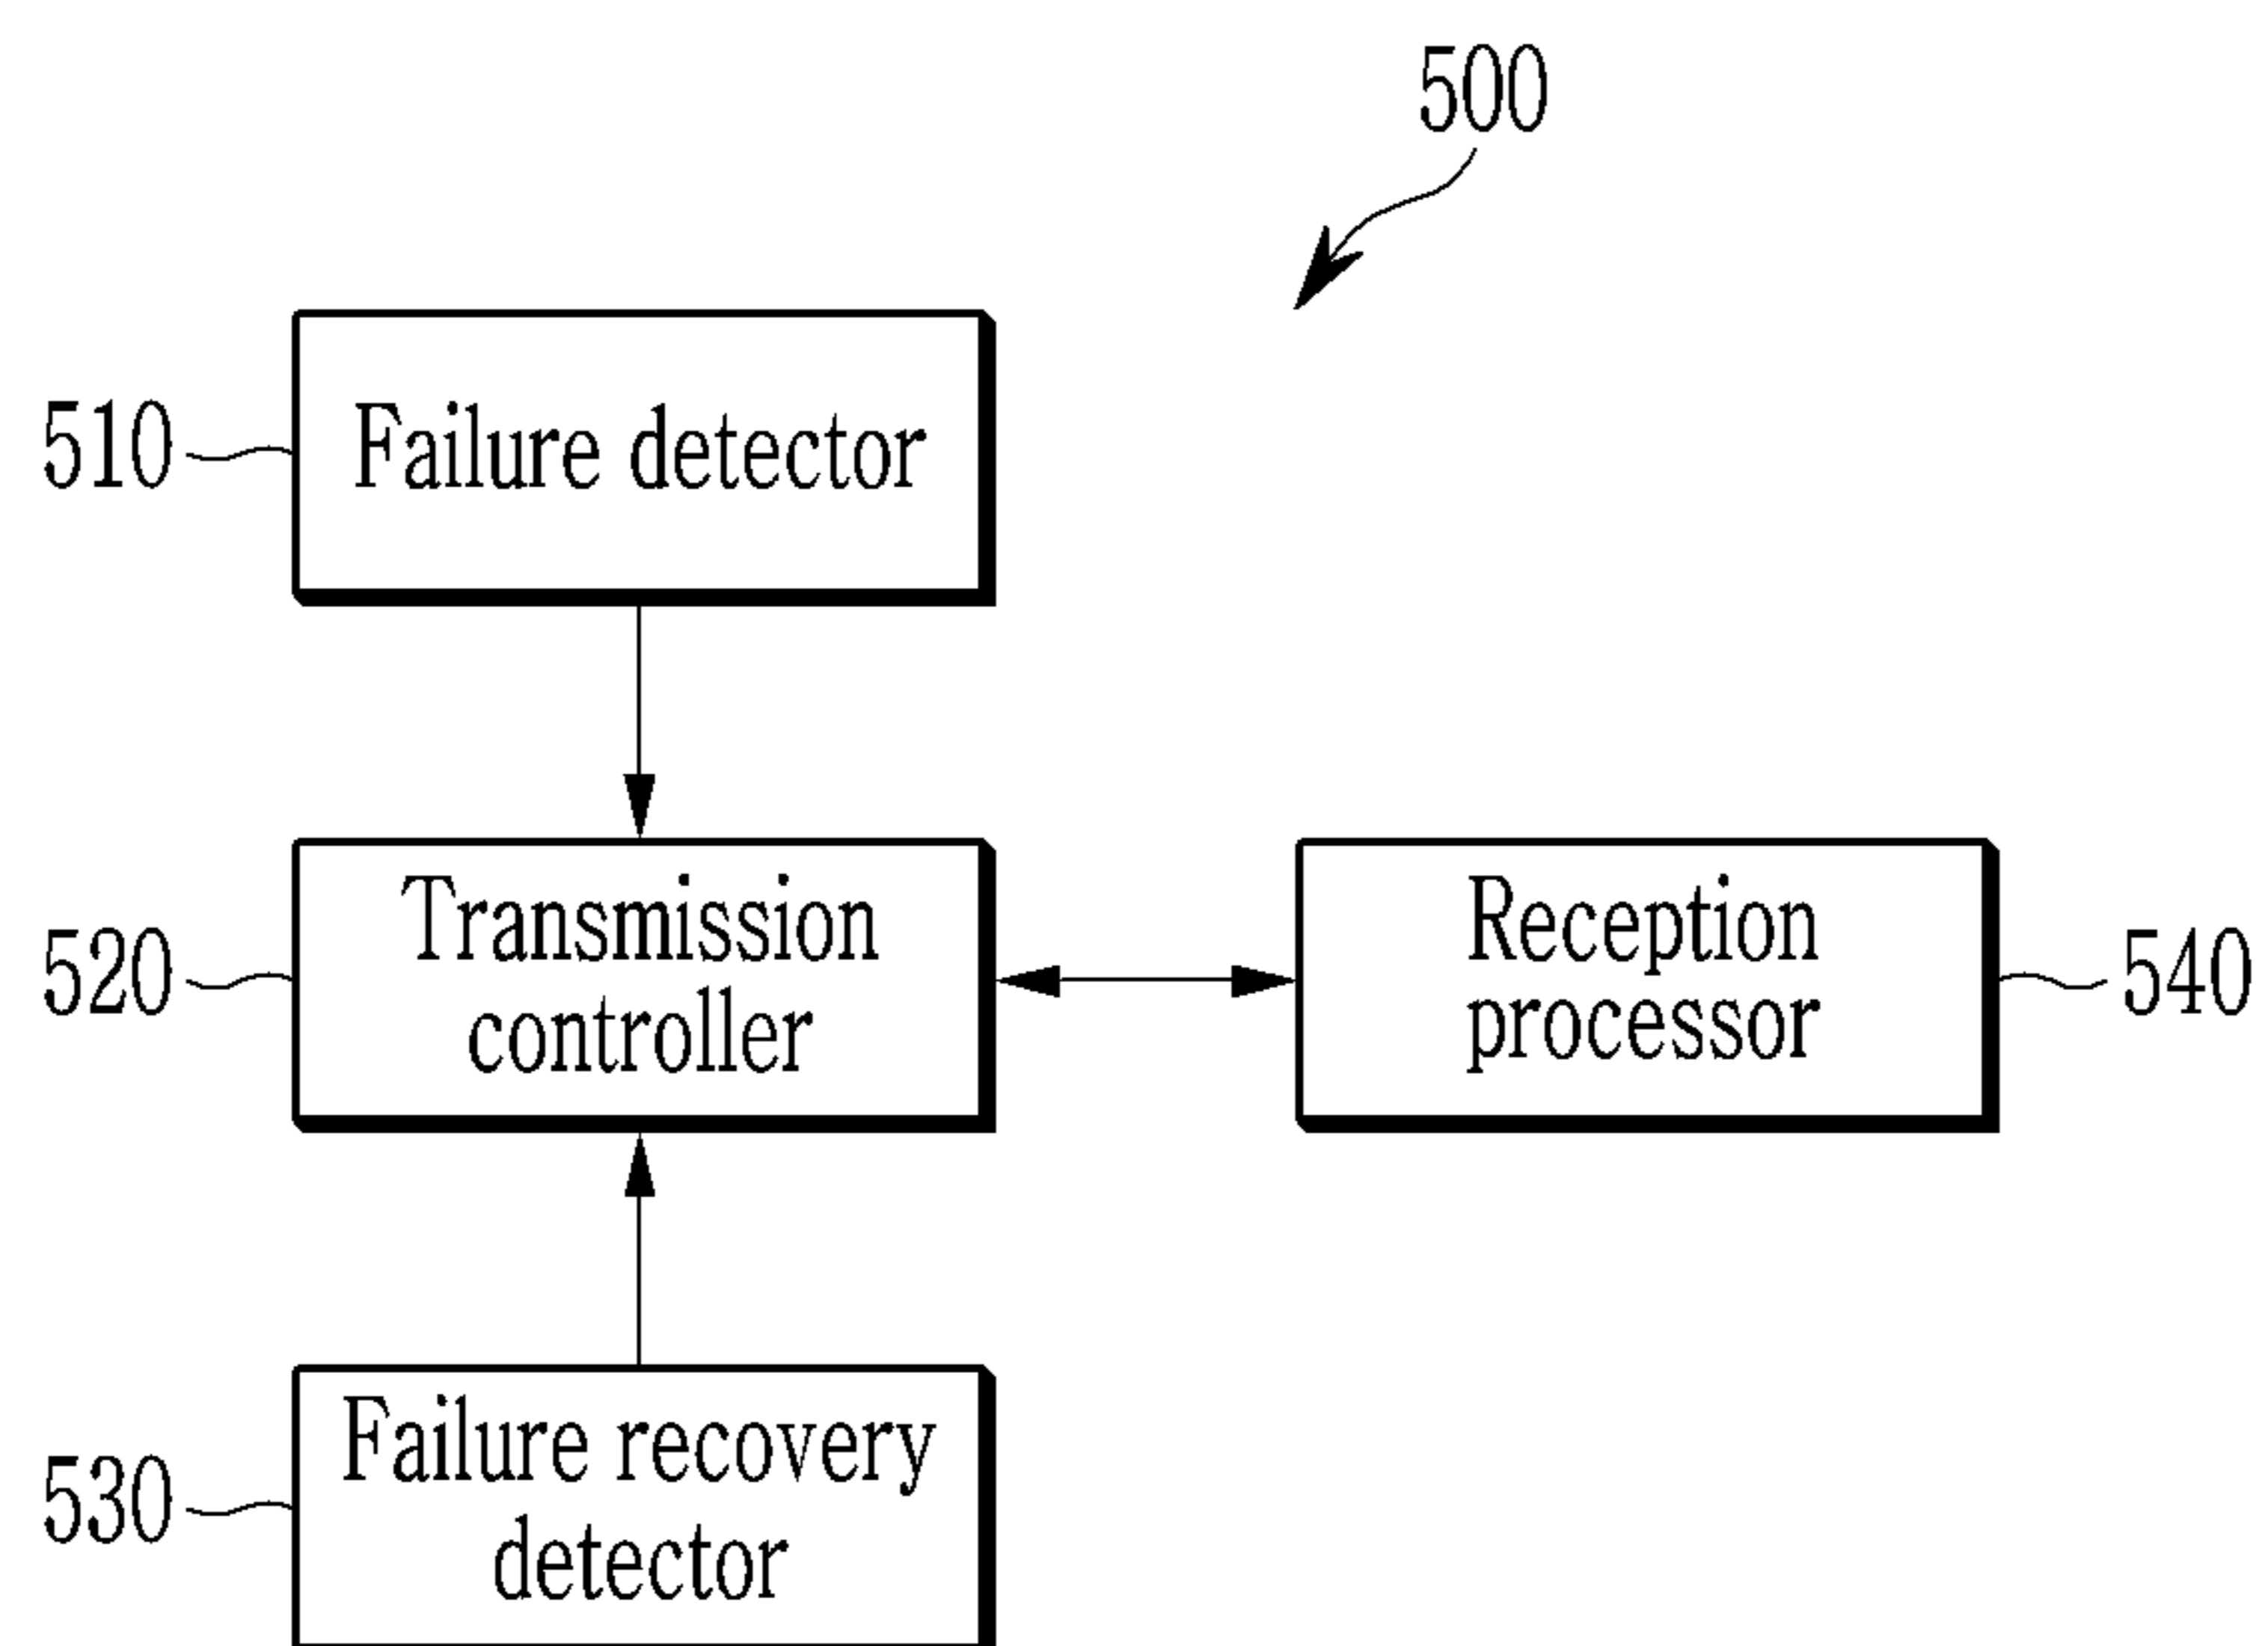 500
510
Failure detector
520
Transmission
controller
Reception
processor
540
530
Failure recovery
detector